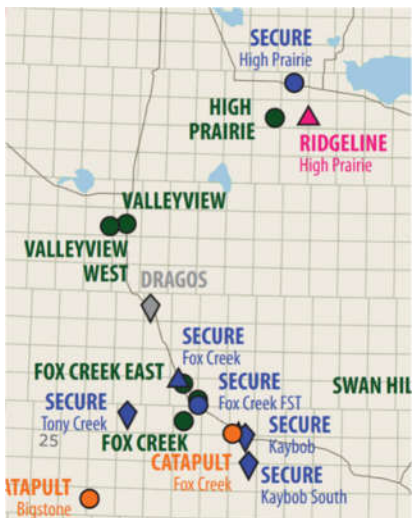 SECURE
High Prairie
HIGH
PRAIRIE
RIDGELINE
High Prairie
VALLEYVIEW
VALLEYVIEW
WEST
DRAGOS
SECURE
Fox Creek
FOX CREEK EAST
SECURE
Fox Creek FST
SWAN HIL
SECURE
Tony Creek
25
FOX CREEK
SECURE
Kaybob
CATAPULT
Fox Creek
SECURE
Kaybob South
ATAPULT
Bigstone